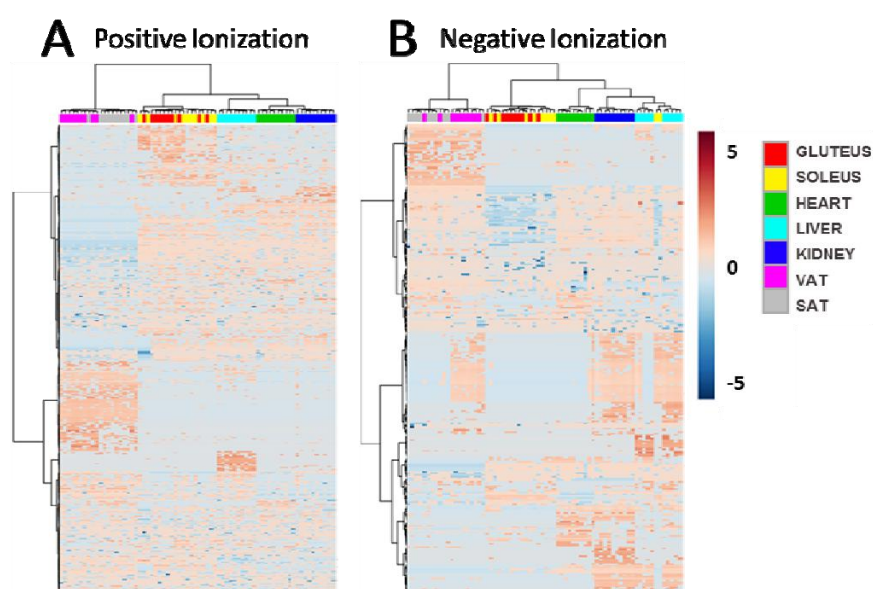 A Positive Ionization
B Negative Ionization
5
0
-5
GLUTEUS
SOLEUS
HEART
LIVER
KIDNEY
VAT
SAT